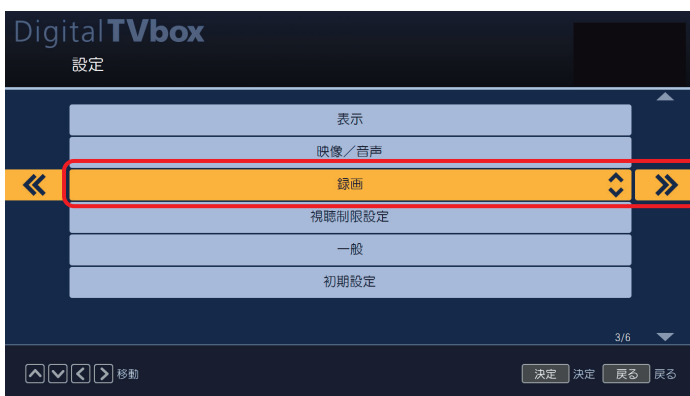 DigitalTVbox
設定
表示
映像／音声
録画
視聴制限設定
一般
初期設定
3/6
移動 決定 決定 戻る 戻る